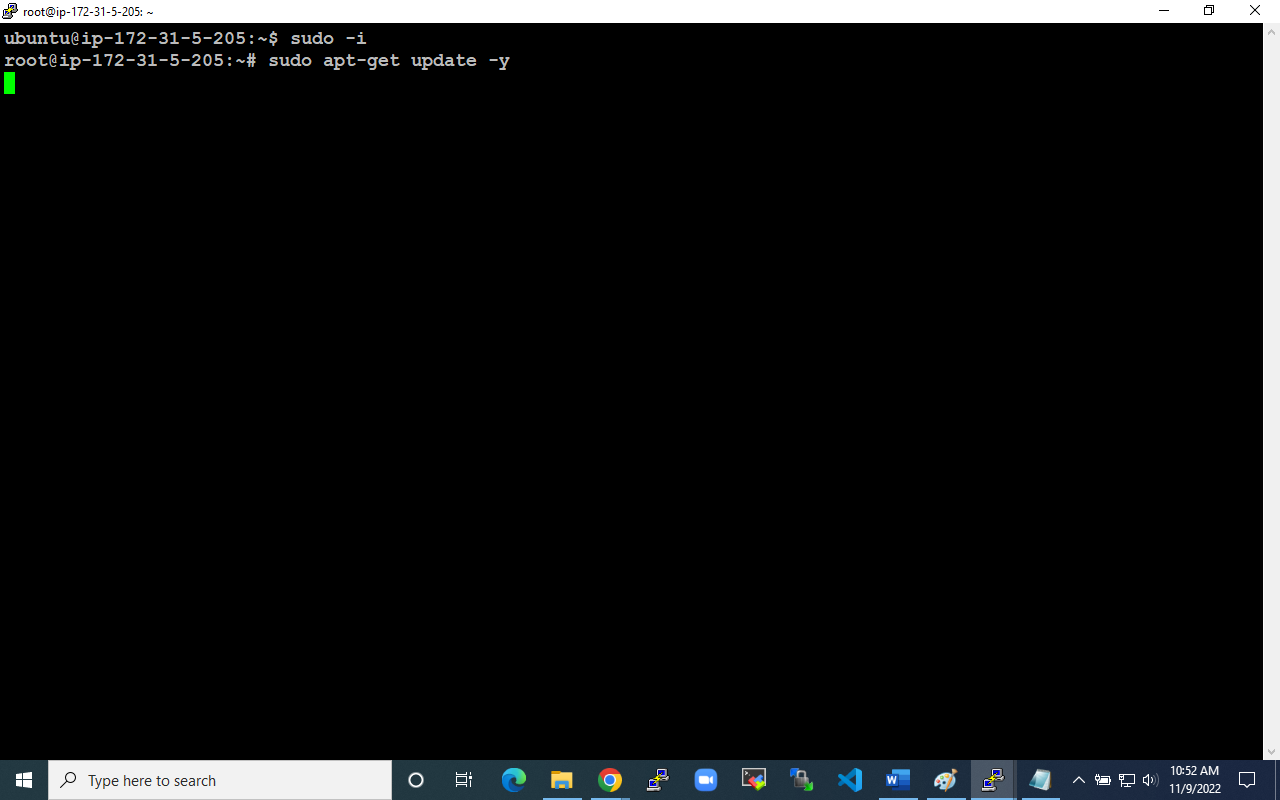 root@ip-172-31-5-205: ~
ubuntu@ip-172-31-5-205:~$ sudo -i
root@ip-172-31-5-205:~# sudo apt-get update -y
Type here to search
10:52 AM
11/9/2022